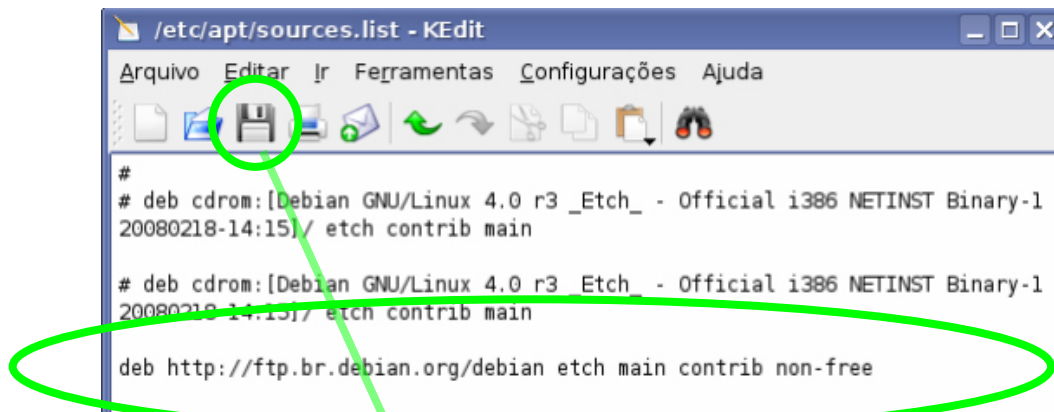 /etc/apt/sources.list - KEdit
Arquivo Editar Ir Ferramentas Configurações Ajuda
#
# deb cdrom:[Debian GNU/Linux 4.0 r3 _Etch_ - Official i386 NETINST Binary-1
20080218-14:15]/ etch contrib main
# deb cdrom:[Debian GNU/Linux 4.0 r3 _Etch_ - Official i386 NETINST Binary-1
20080218-14:15]/ etch contrib main
deb http://ftp.br.debian.org/debian etch main contrib non-free